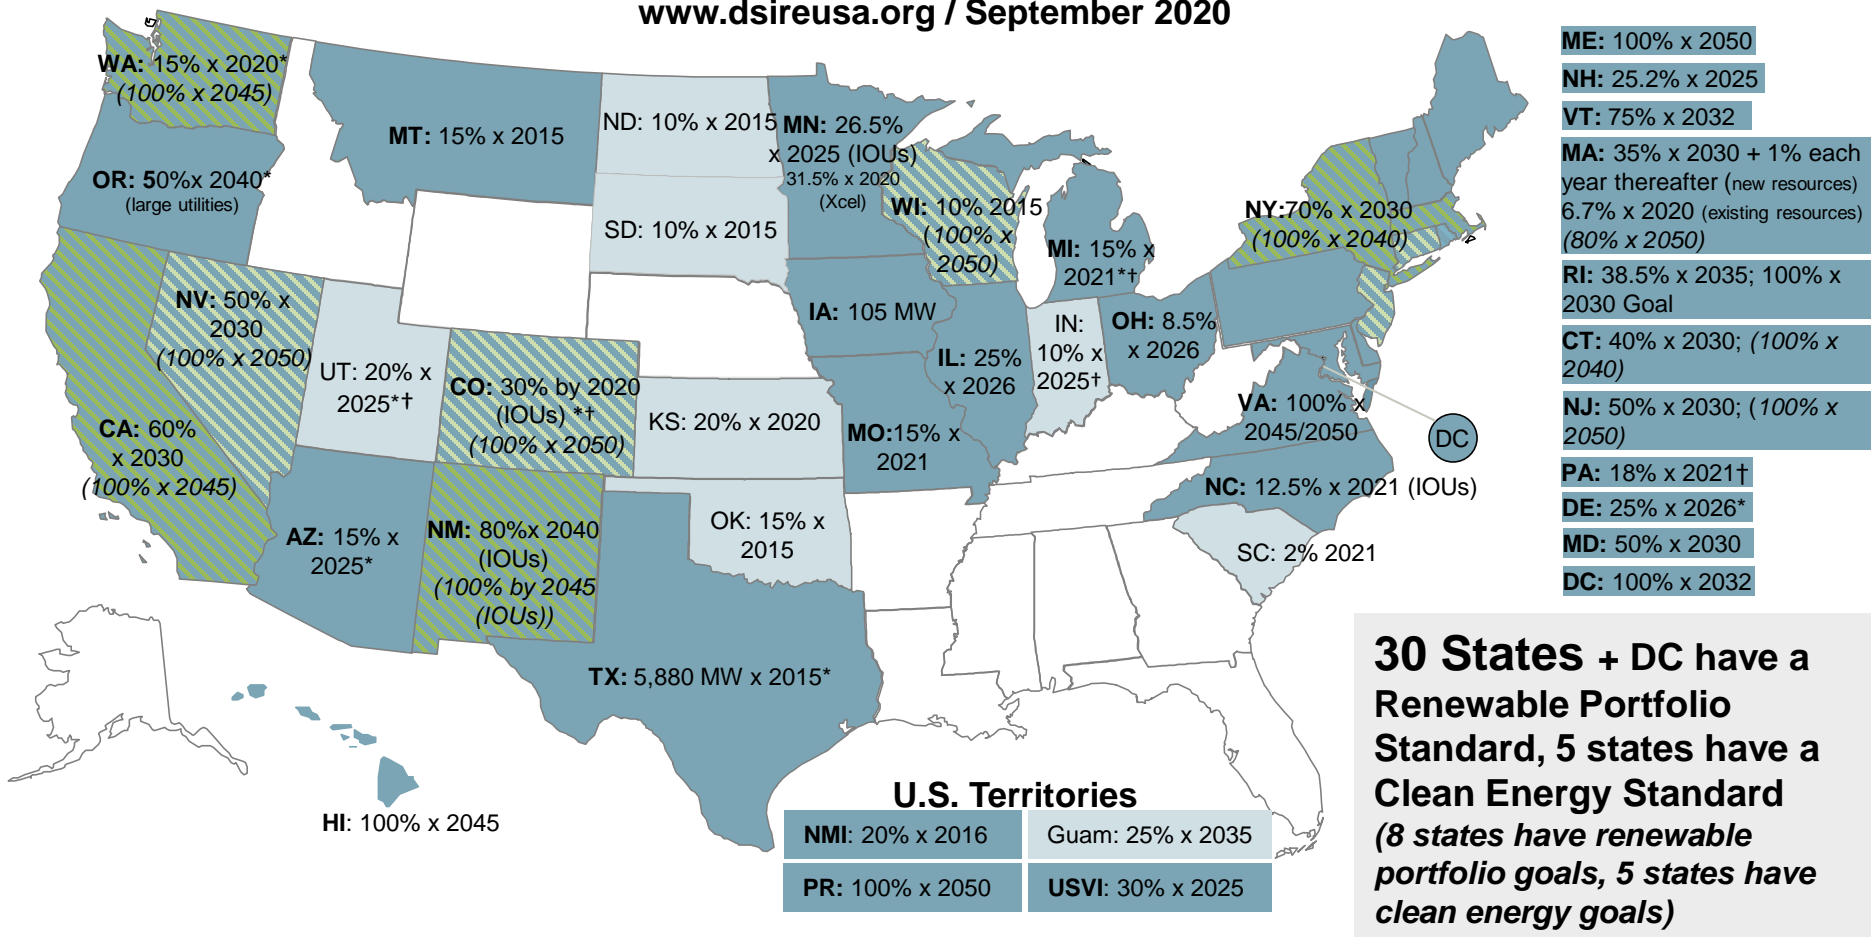 www.dsireusa.org / September 2020
WA: 15% x 2020*
(100% x 2045)
OR: 50%x 2040*
(large utilities)
MT: 15% x 2015
ND: 10% x 2015
SD: 10% x 2015
MN: 26.5%
x 2025 (IOUs)
31.5% x 2020
(Xcel)
WI: 10% 2015
(100% x
2050)
MI: 15% x
2021*†
NY:70% x 2030
(100% x 2040)
NV: 50% x
2030
(100% x 2050)
UT: 20% x
2025*†
CO: 30% by 2020
(IOUs) *†
(100% x 2050)
CA: 60%
x 2030
(100% x 2045)
KS: 20% x 2020
IA: 105 MW
IL: 25%
x 2026
IN:
10% x
2025†
OH: 8.5%
x 2026
MO:15% x
2021
VA: 100% x
2045/2050
DC
NC: 12.5% x 2021 (IOUs)
SC: 2% 2021
AZ: 15% x
2025*
NM: 80%x 2040
(IOUs)
(100% by 2045
(IOUs))
OK: 15% x
2015
TX: 5,880 MW x 2015*
HI: 100% x 2045
ME: 100% x 2050
NH: 25.2% x 2025
VT: 75% x 2032
MA: 35% x 2030 + 1% each
year thereafter (new resources)
6.7% x 2020 (existing resources)
(80% x 2050)
RI: 38.5% x 2035; 100% x
2030 Goal
CT: 40% x 2030; (100% x
2040)
NJ: 50% x 2030; (100% x
2050)
PA: 18% x 2021†
DE: 25% x 2026*
MD: 50% x 2030
DC: 100% x 2032
U.S. Territories
NMI: 20% x 2016
Guam: 25% x 2035
PR: 100% x 2050
USVI: 30% x 2025
30 States + DC have a
Renewable Portfolio
Standard, 5 states have a
Clean Energy Standard
(8 states have renewable
portfolio goals, 5 states have
clean energy goals)